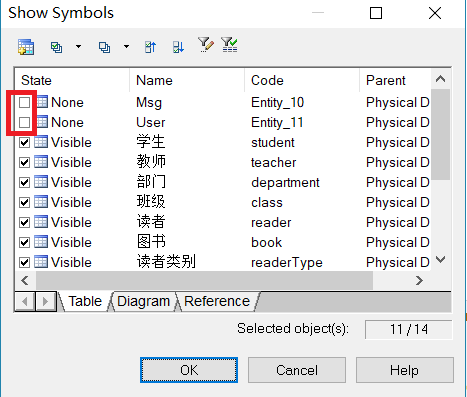 Show Symbols
State Name Code Parent
None Msg Entity_10 Physical D
None User Entity_11 Physical D
Visible 学生 student Physical D
Visible 教师 teacher Physical D
Visible 部门 department Physical D
Visible 班级 class Physical D
Visible 读者 reader Physical D
Visible 图书 book Physical D
Visible 读者类别 readerType Physical D
Table Diagram Reference
Selected object(s): 11 / 14
OK Cancel Help